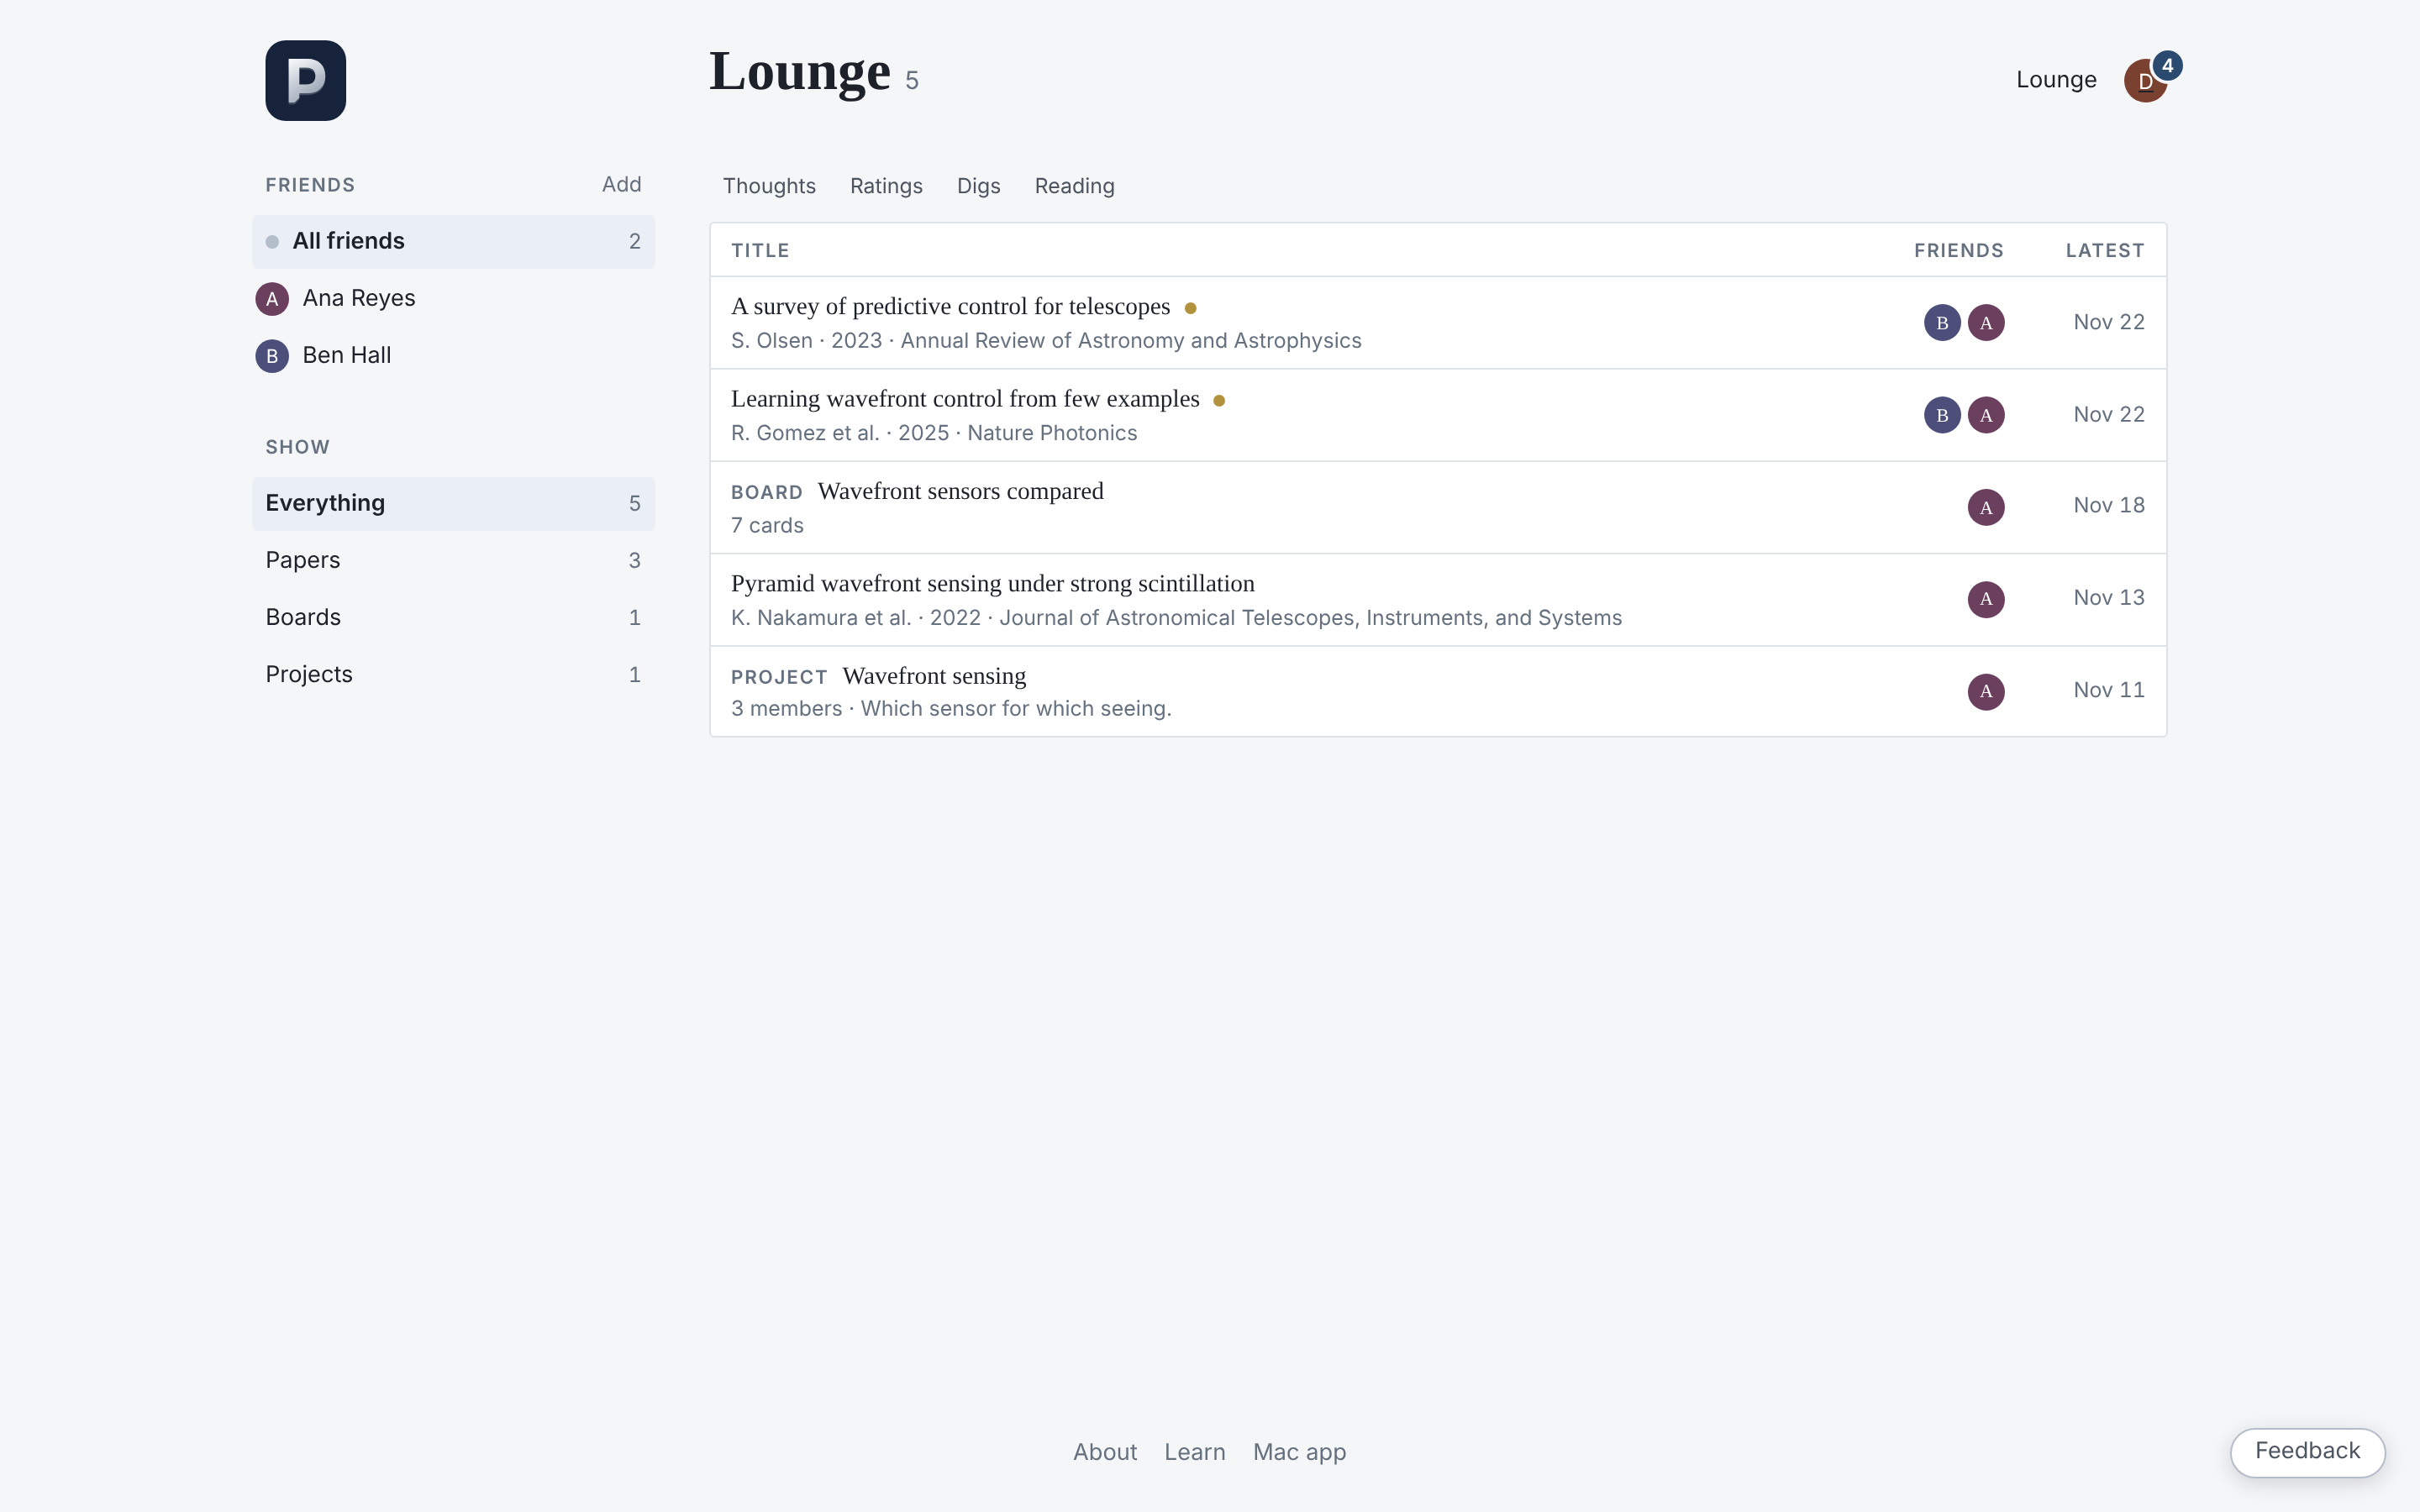 P
Lounge 5
Lounge
D
4
FRIENDS Add
All friends 2
A Ana Reyes
B Ben Hall
SHOW
Everything 5
Papers 3
Boards 1
Projects 1
Thoughts Ratings Digs Reading
TITLE FRIENDS LATEST
A survey of predictive control for telescopes
S. Olsen · 2023 · Annual Review of Astronomy and Astrophysics
B A Nov 22
Learning wavefront control from few examples
R. Gomez et al. · 2025 · Nature Photonics
B A Nov 22
BOARD Wavefront sensors compared
7 cards
A Nov 18
Pyramid wavefront sensing under strong scintillation
K. Nakamura et al. · 2022 · Journal of Astronomical Telescopes, Instruments, and Systems
A Nov 13
PROJECT Wavefront sensing
3 members · Which sensor for which seeing.
A Nov 11
About Learn Mac app
Feedback